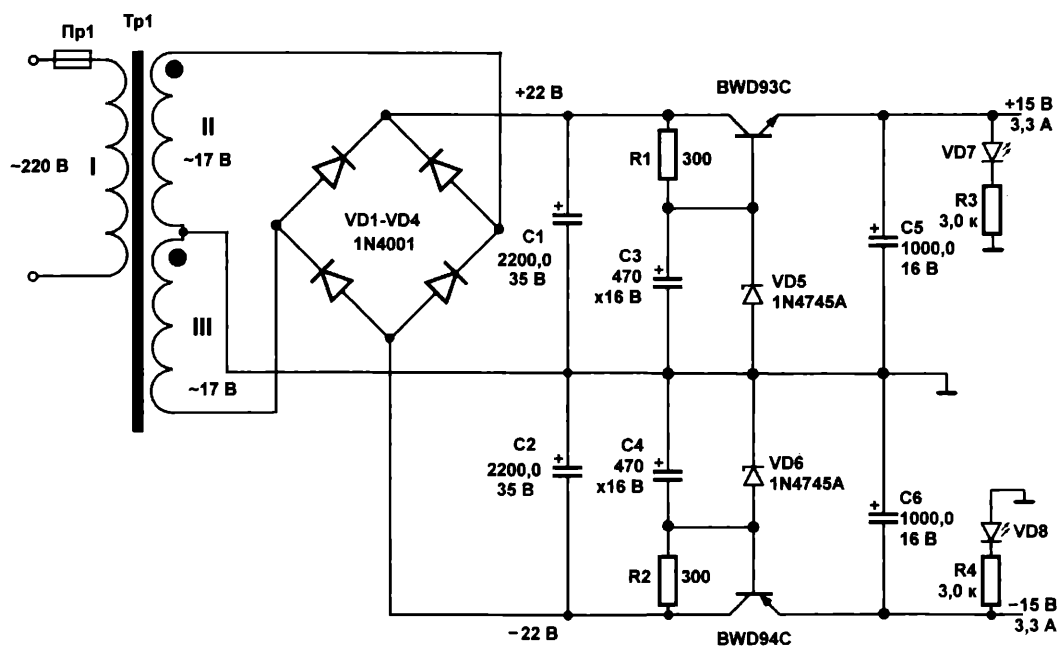 Пр1
Тр1
~220 В
I
II
~17 В
III
~17 В
VD1-VD4
1N4001
+22 В
C1
2200,0
35 В
R1
300
C3
470
x16 В
BWD93C
VD5
1N4745A
+15 В
3,3 А
VD7
R3
3,0 к
C5
1000,0
16 В
C2
2200,0
35 В
C4
470
x16 В
VD6
1N4745A
C6
1000,0
16 В
VD8
R2
300
R4
3,0 к
−22 В
BWD94C
−15 В
3,3 А